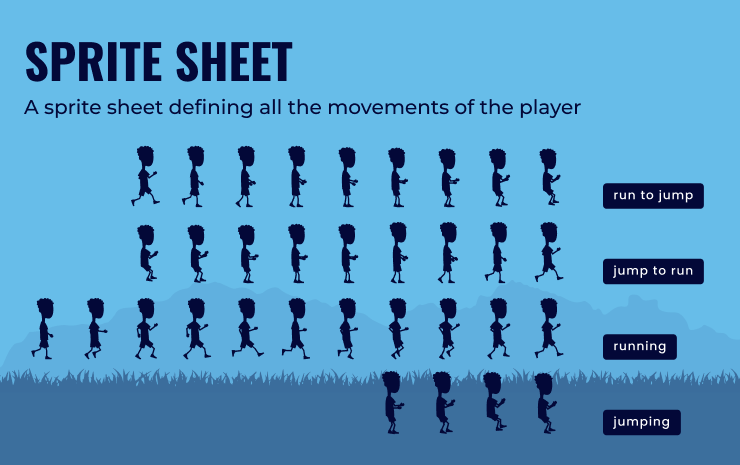 SPRITE SHEET
A sprite sheet defining all the movements of the player
run to jump
jump to run
running
jumping